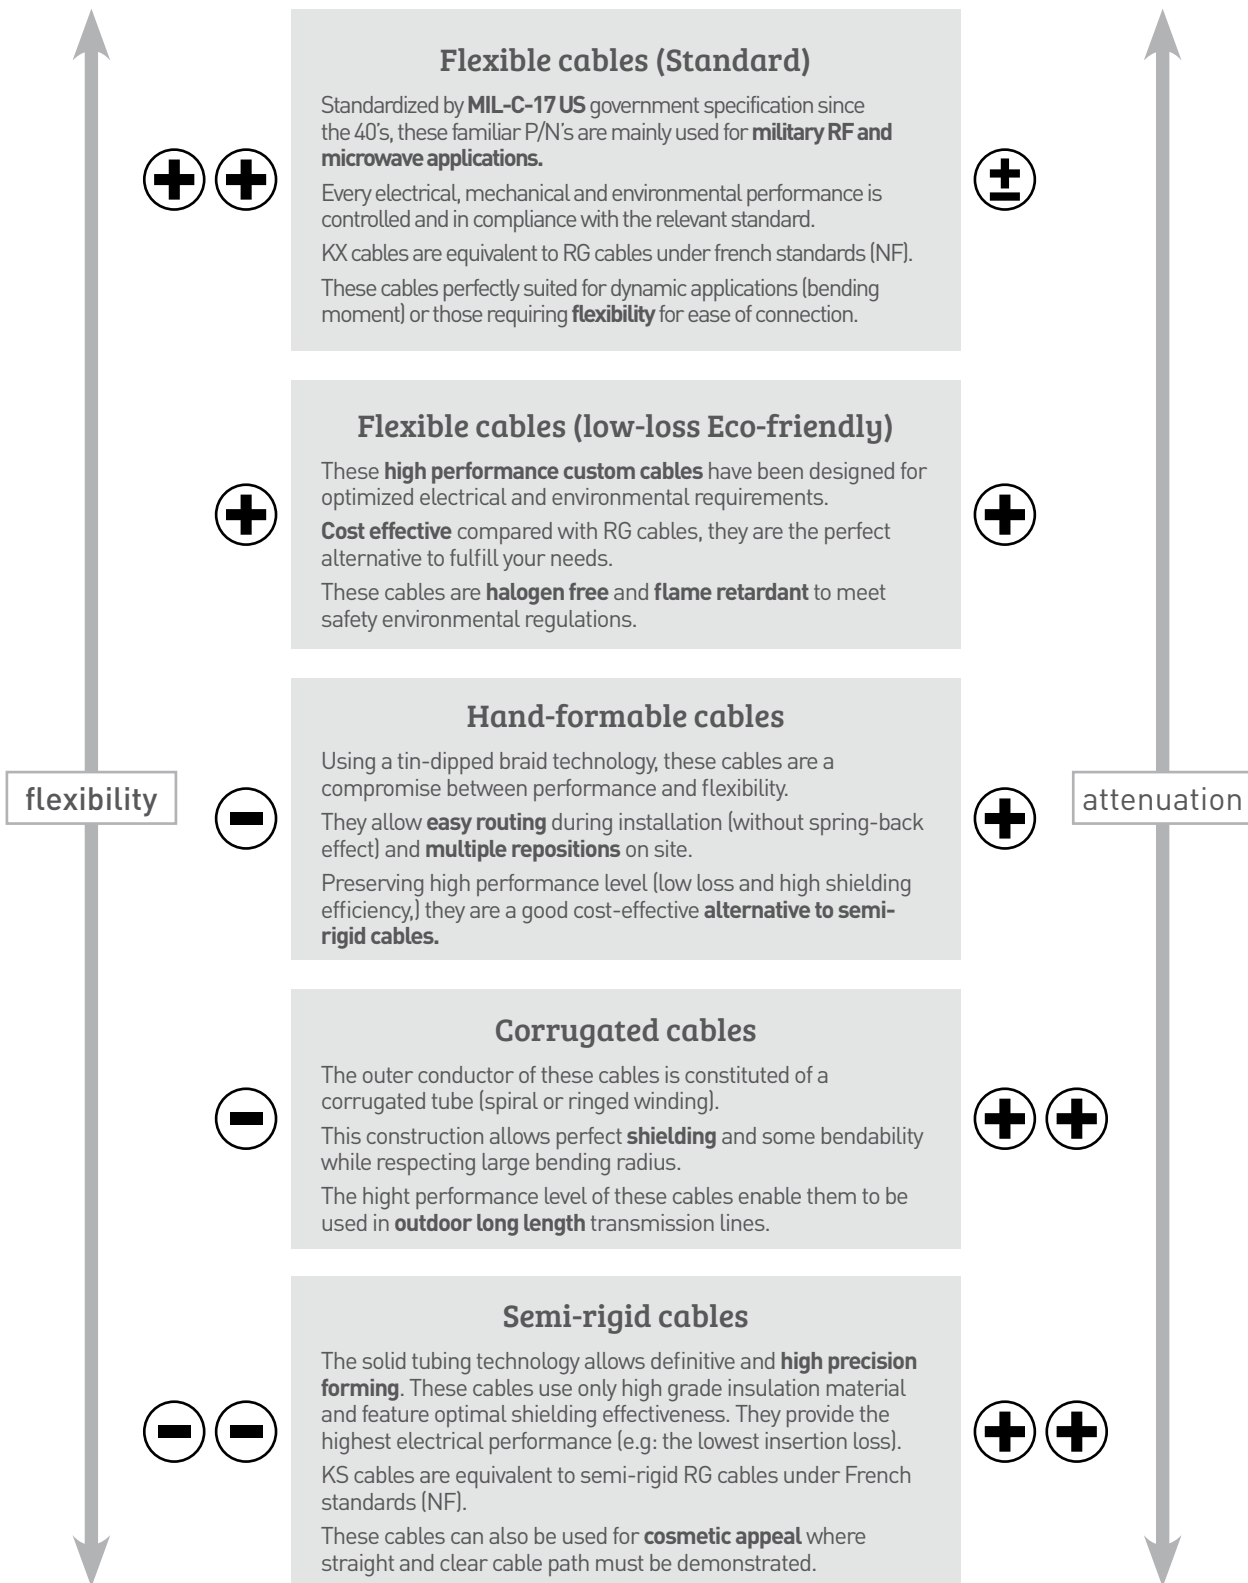 Flexible cables (Standard)
Standardized by MIL-C-17 US government specification since
the 40's, these familiar P/N's are mainly used for military RF and
microwave applications.
Every electrical, mechanical and environmental performance is
controlled and in compliance with the relevant standard.
KX cables are equivalent to RG cables under french standards (NF).
These cables perfectly suited for dynamic applications (bending
moment) or those requiring flexibility for ease of connection.
Flexible cables (low-loss Eco-friendly)
These high performance custom cables have been designed for
optimized electrical and environmental requirements.
Cost effective compared with RG cables, they are the perfect
alternative to fulfill your needs.
These cables are halogen free and flame retardant to meet
safety environmental regulations.
Hand-formable cables
Using a tin-dipped braid technology, these cables are a
compromise between performance and flexibility.
They allow easy routing during installation (without spring-back
effect) and multiple repositions on site.
Preserving high performance level (low loss and high shielding
efficiency,) they are a good cost-effective alternative to semi-
rigid cables.
flexibility
attenuation
Corrugated cables
The outer conductor of these cables is constituted of a
corrugated tube (spiral or ringed winding).
This construction allows perfect shielding and some bendability
while respecting large bending radius.
The hight performance level of these cables enable them to be
used in outdoor long length transmission lines.
Semi-rigid cables
The solid tubing technology allows definitive and high precision
forming. These cables use only high grade insulation material
and feature optimal shielding effectiveness. They provide the
highest electrical performance (e.g: the lowest insertion loss).
KS cables are equivalent to semi-rigid RG cables under French
standards (NF).
These cables can also be used for cosmetic appeal where
straight and clear cable path must be demonstrated.